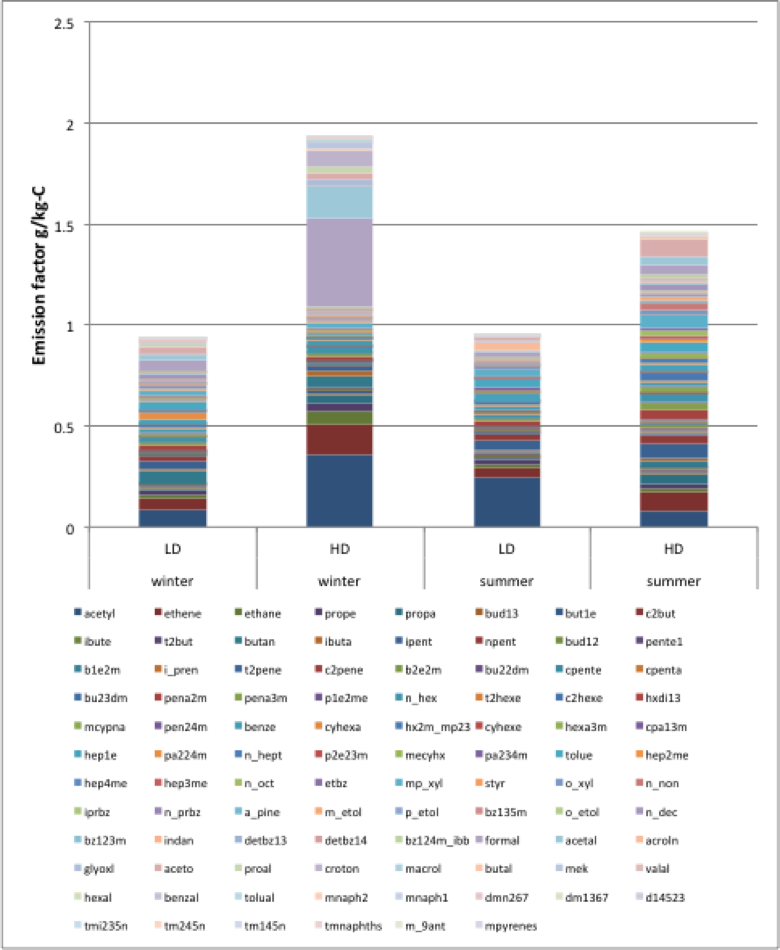 2.5
2
1.5
1
0.5
0
Emission factor g/kg-C
LD HD LD HD
winter winter summer summer
acetyl ethene ethane prope propa bud13 but1e c2but
ibute t2but butan ibuta ipent npent bud12 pente1
b1e2m i_pren t2pene c2pene b2e2m bu22dm cpente cpenta
bu23dm pena2m pena3m p1e2me n_hex t2hexe c2hexe hxdi13
mcypna pen24m benze cyhexa hx2m_mp23 cyhexe hexa3m cpa13m
hep1e pa224m n_hept p2e23m mecyhx pa234m tolue hep2me
hep4me hep3me n_oct etbz mp_xyl styr o_xyl n_non
iprbz n_prbz a_pine m_etol p_etol bz135m o_etol n_dec
bz123m indan detbz13 detbz14 bz124m_ibb formal acetal acroln
glyoxl aceto proal croton macrol butal mek valal
hexal benzal tolual mnaph2 mnaph1 dmn267 dm1367 d14523
tmi235n tm245n tm145n tmnaphths m_9ant mpyrenes